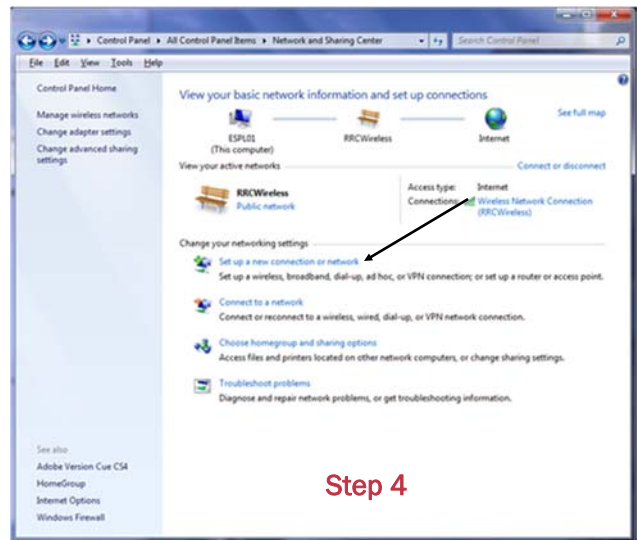 Control Panel ▸ All Control Panel Items ▸ Network and Sharing Center
Search Control Panel
File Edit View Tools Help
Control Panel Home
Manage wireless networks
Change adapter settings
Change advanced sharing
settings
View your basic network information and set up connections
See full map
ESPL01
(This computer)
RRCWireless
Internet
View your active networks
Connect or disconnect
RRCWireless
Public network
Access type: Internet
Connections: Wireless Network Connection
(RRCWireless)
Change your networking settings
Set up a new connection or network
Set up a wireless, broadband, dial-up, ad hoc, or VPN connection; or set up a router or access point.
Connect to a network
Connect or reconnect to a wireless, wired, dial-up, or VPN network connection.
Choose homegroup and sharing options
Access files and printers located on other network computers, or change sharing settings.
Troubleshoot problems
Diagnose and repair network problems, or get troubleshooting information.
See also
Adobe Version Cue CS4
HomeGroup
Internet Options
Windows Firewall
Step 4